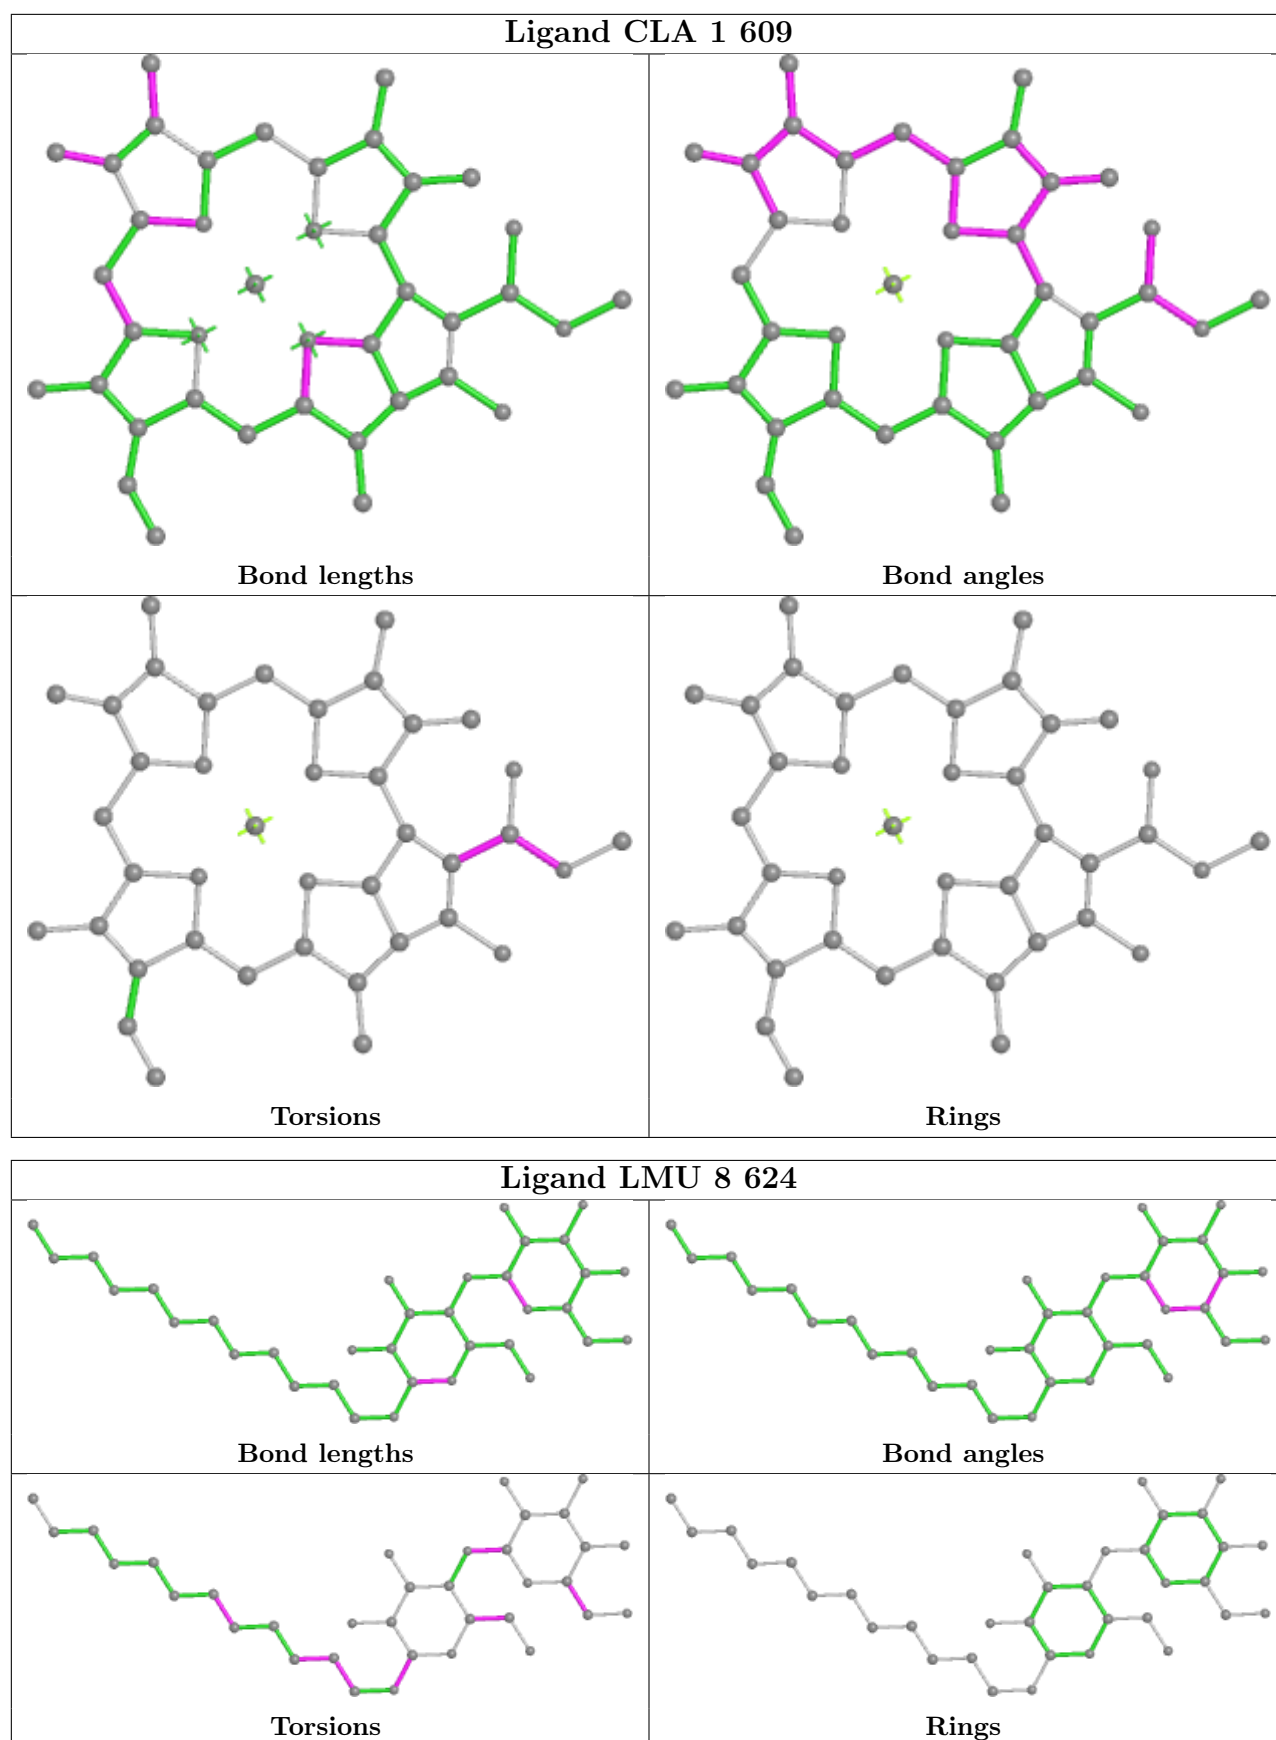 Ligand CLA 1 609
Bond lengths
Bond angles
Torsions
Rings
Ligand LMU 8 624
Bond lengths
Bond angles
Torsions
Rings